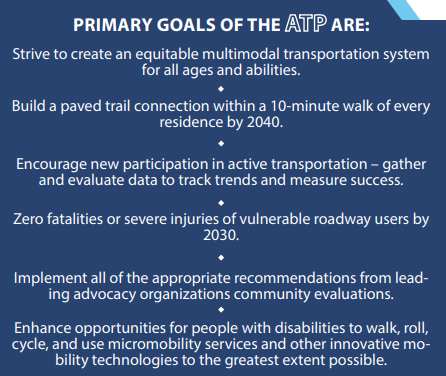 PRIMARY GOALS OF THE ATP ARE:
Strive to create an equitable multimodal transportation system
for all ages and abilities.
Build a paved trail connection within a 10-minute walk of every
residence by 2040.
Encourage new participation in active transportation – gather
and evaluate data to track trends and measure success.
Zero fatalities or severe injuries of vulnerable roadway users by
2030.
Implement all of the appropriate recommendations from lead-
ing advocacy organizations community evaluations.
Enhance opportunities for people with disabilities to walk, roll,
cycle, and use micromobility services and other innovative mo-
bility technologies to the greatest extent possible.